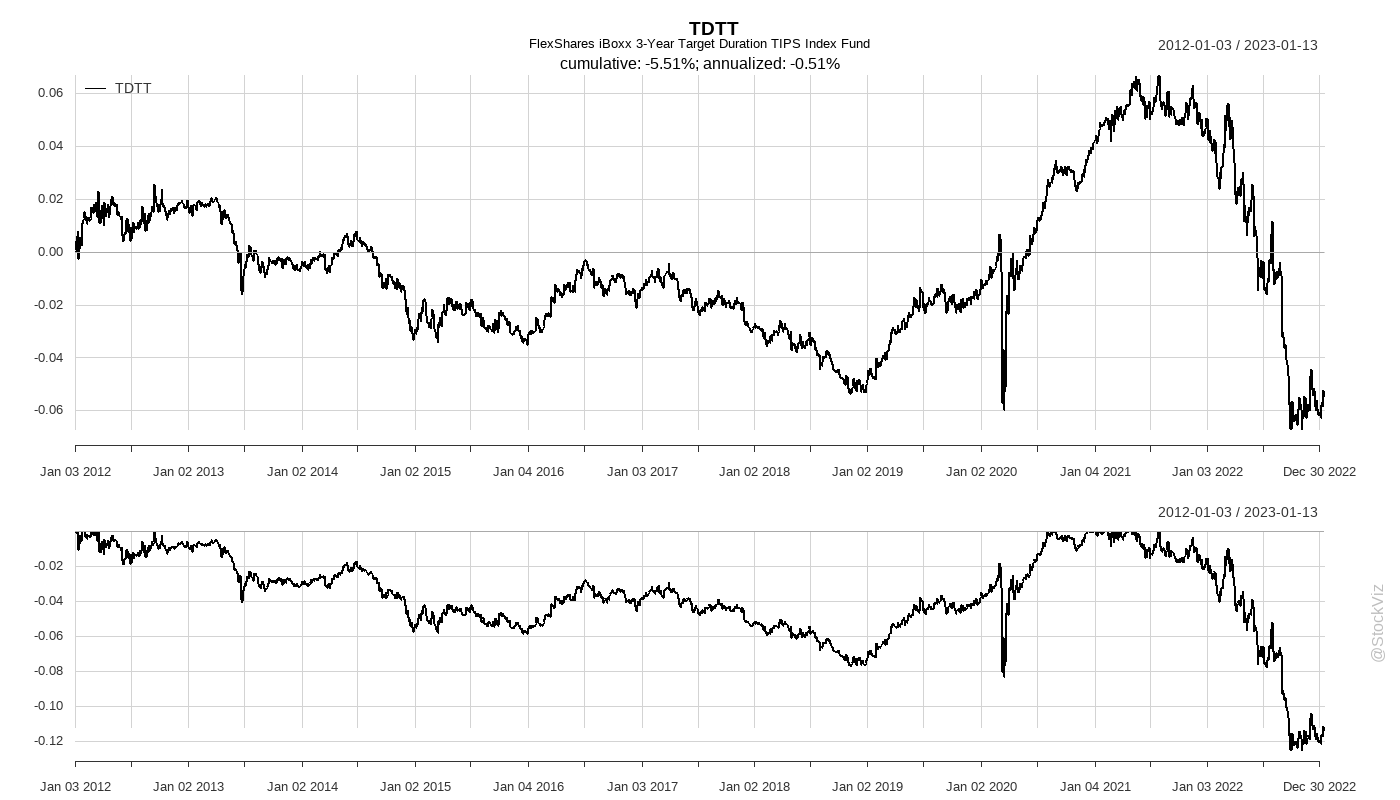 TDTT
FlexShares iBoxx 3-Year Target Duration TIPS Index Fund
2012-01-03 / 2023-01-13
cumulative: -5.51%; annualized: -0.51%
TDTT
0.06
0.04
0.02
0.00
-0.02
-0.04
-0.06
Jan 03 2012 Jan 02 2013 Jan 02 2014 Jan 02 2015 Jan 04 2016 Jan 03 2017 Jan 02 2018 Jan 02 2019 Jan 02 2020 Jan 04 2021 Jan 03 2022 Dec 30 2022
2012-01-03 / 2023-01-13
-0.02
-0.04
-0.06
-0.08
-0.10
-0.12
Jan 03 2012 Jan 02 2013 Jan 02 2014 Jan 02 2015 Jan 04 2016 Jan 03 2017 Jan 02 2018 Jan 02 2019 Jan 02 2020 Jan 04 2021 Jan 03 2022 Dec 30 2022
@StockViz